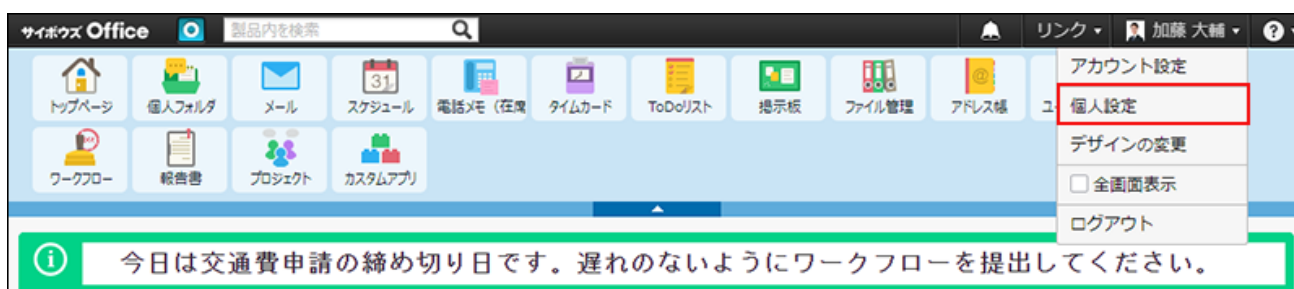 サイボウズ Office 製品内を検索 リンク 加藤 大輔 ?
アカウント設定
個人設定
デザインの変更
全画面表示
ログアウト
31
トップページ 個人フォルダ メール スケジュール 電話メモ（在席 タイムカード ToDoリスト 掲示板 ファイル管理 アドレス帳 ユ
ワークフロー 報告書 プロジェクト カスタムアプリ
今日は交通費申請の締め切り日です。遅れのないようにワークフローを提出してください。